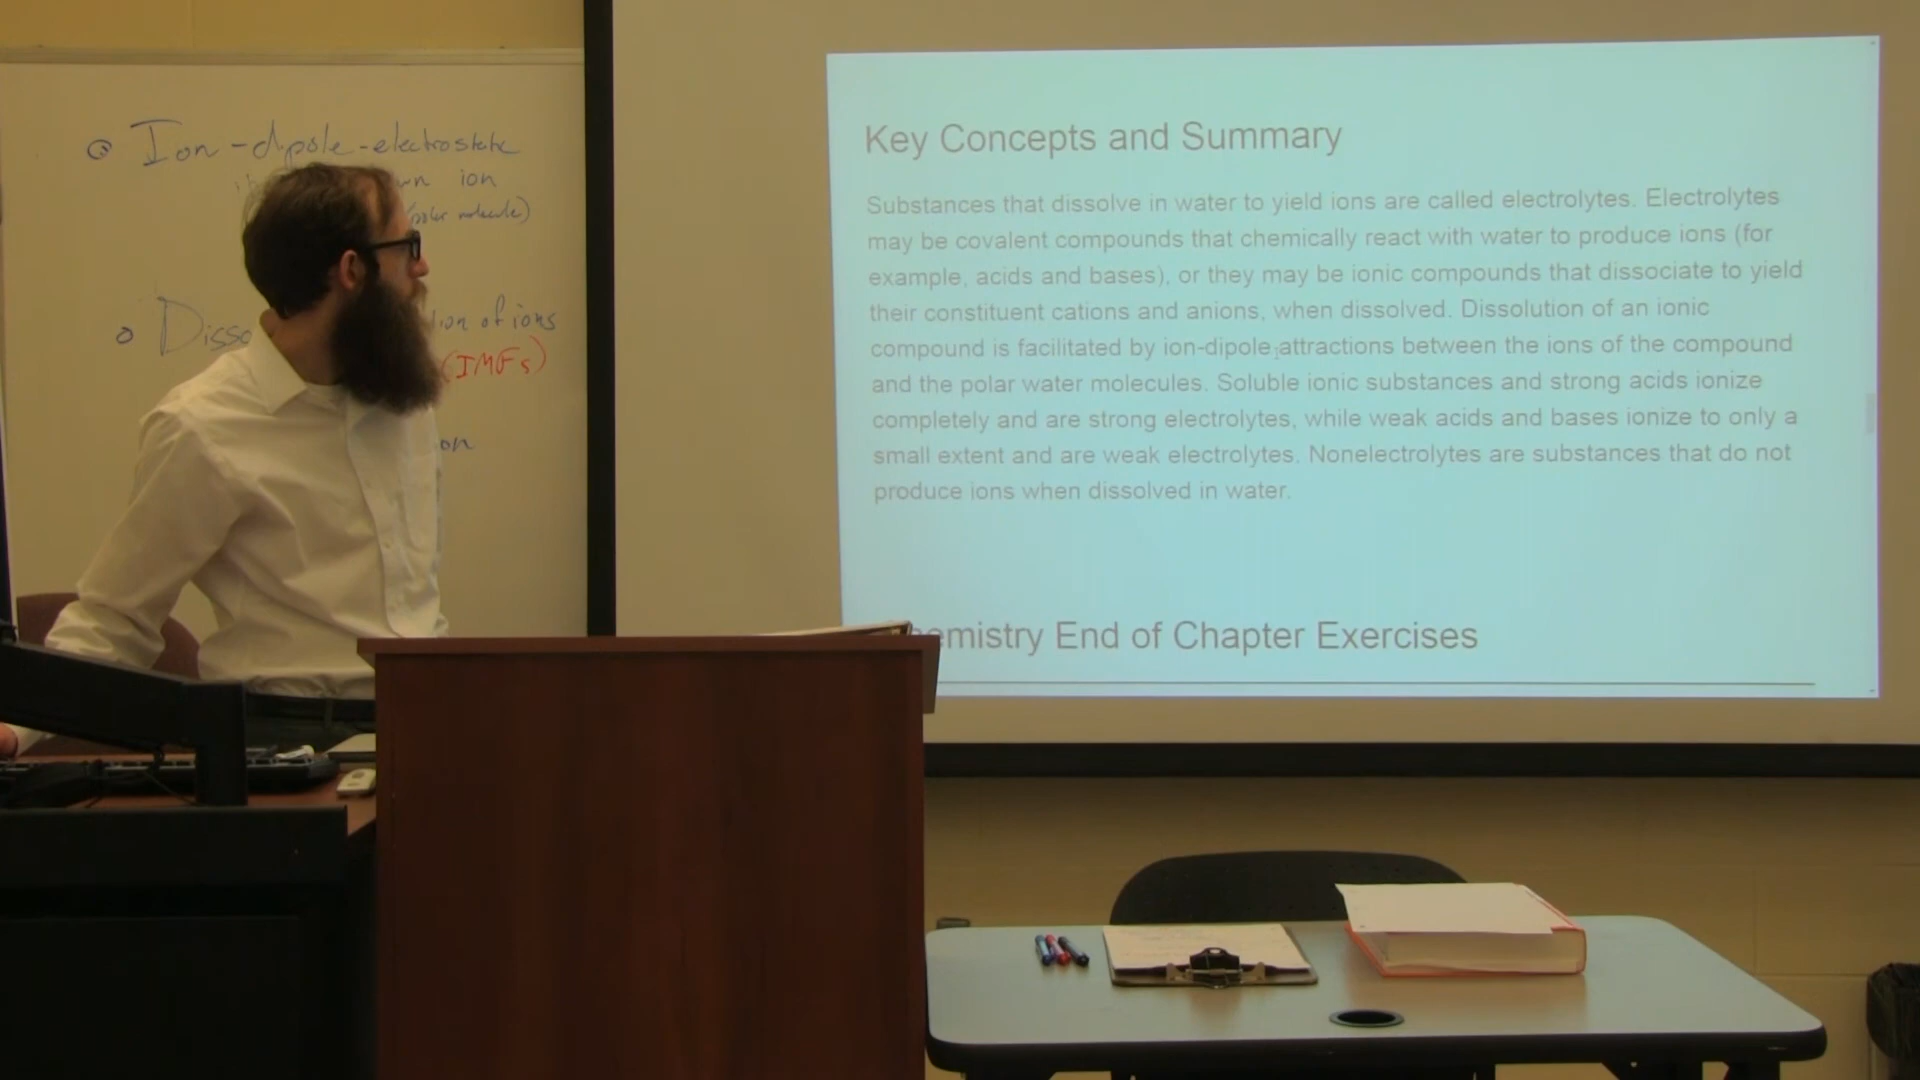 Ion-dipole-electrostatic
ion
(polar molecule)
ion of ions
(IMFs)
on
Key Concepts and Summary
Substances that dissolve in water to yield ions are called electrolytes. Electrolytes
may be covalent compounds that chemically react with water to produce ions (for
example, acids and bases), or they may be ionic compounds that dissociate to yield
their constituent cations and anions, when dissolved. Dissolution of an ionic
compound is facilitated by ion-dipole attractions between the ions of the compound
and the polar water molecules. Soluble ionic substances and strong acids ionize
completely and are strong electrolytes, while weak acids and bases ionize to only a
small extent and are weak electrolytes. Nonelectrolytes are substances that do not
produce ions when dissolved in water.
emistry End of Chapter Exercises